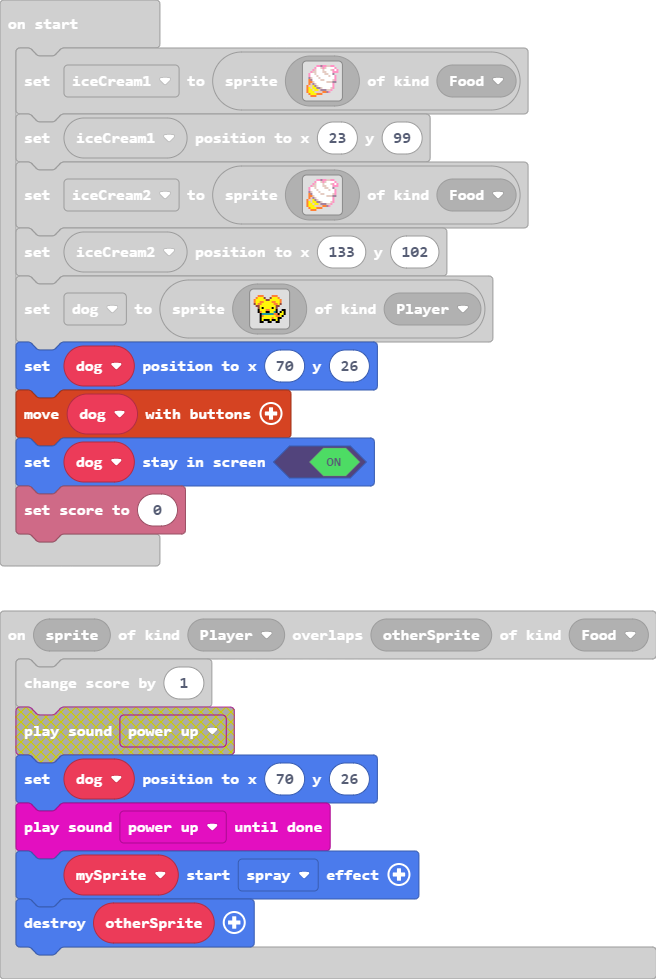 on start
set iceCream1 to sprite of kind Food
set iceCream1 position to x 23 y 99
set iceCream2 to sprite of kind Food
set iceCream2 position to x 133 y 102
set dog to sprite of kind Player
set dog position to x 70 y 26
move dog with buttons
set dog stay in screen ON
set score to 0
on sprite of kind Player overlaps otherSprite of kind Food
change score by 1
play sound power up
set dog position to x 70 y 26
play sound power up until done
mySprite start spray effect
destroy otherSprite